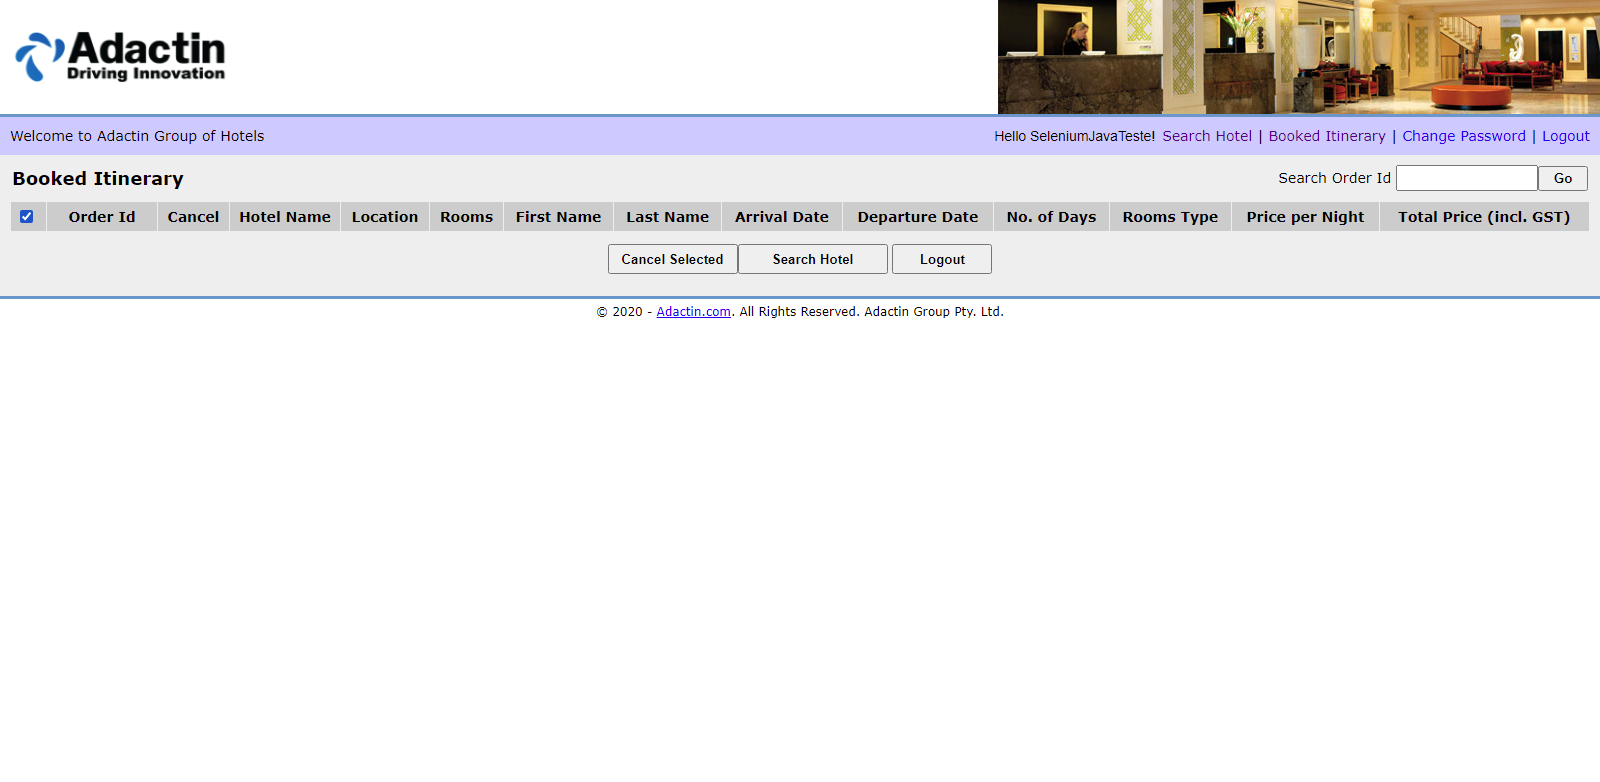 Adactin
Driving Innovation
Welcome to Adactin Group of Hotels
Hello SeleniumJavaTeste! Search Hotel | Booked Itinerary | Change Password | Logout
Booked Itinerary
Search Order Id Go
Order Id Cancel Hotel Name Location Rooms First Name Last Name Arrival Date Departure Date No. of Days Rooms Type Price per Night Total Price (incl. GST)
Cancel Selected Search Hotel Logout
© 2020 - Adactin.com. All Rights Reserved. Adactin Group Pty. Ltd.